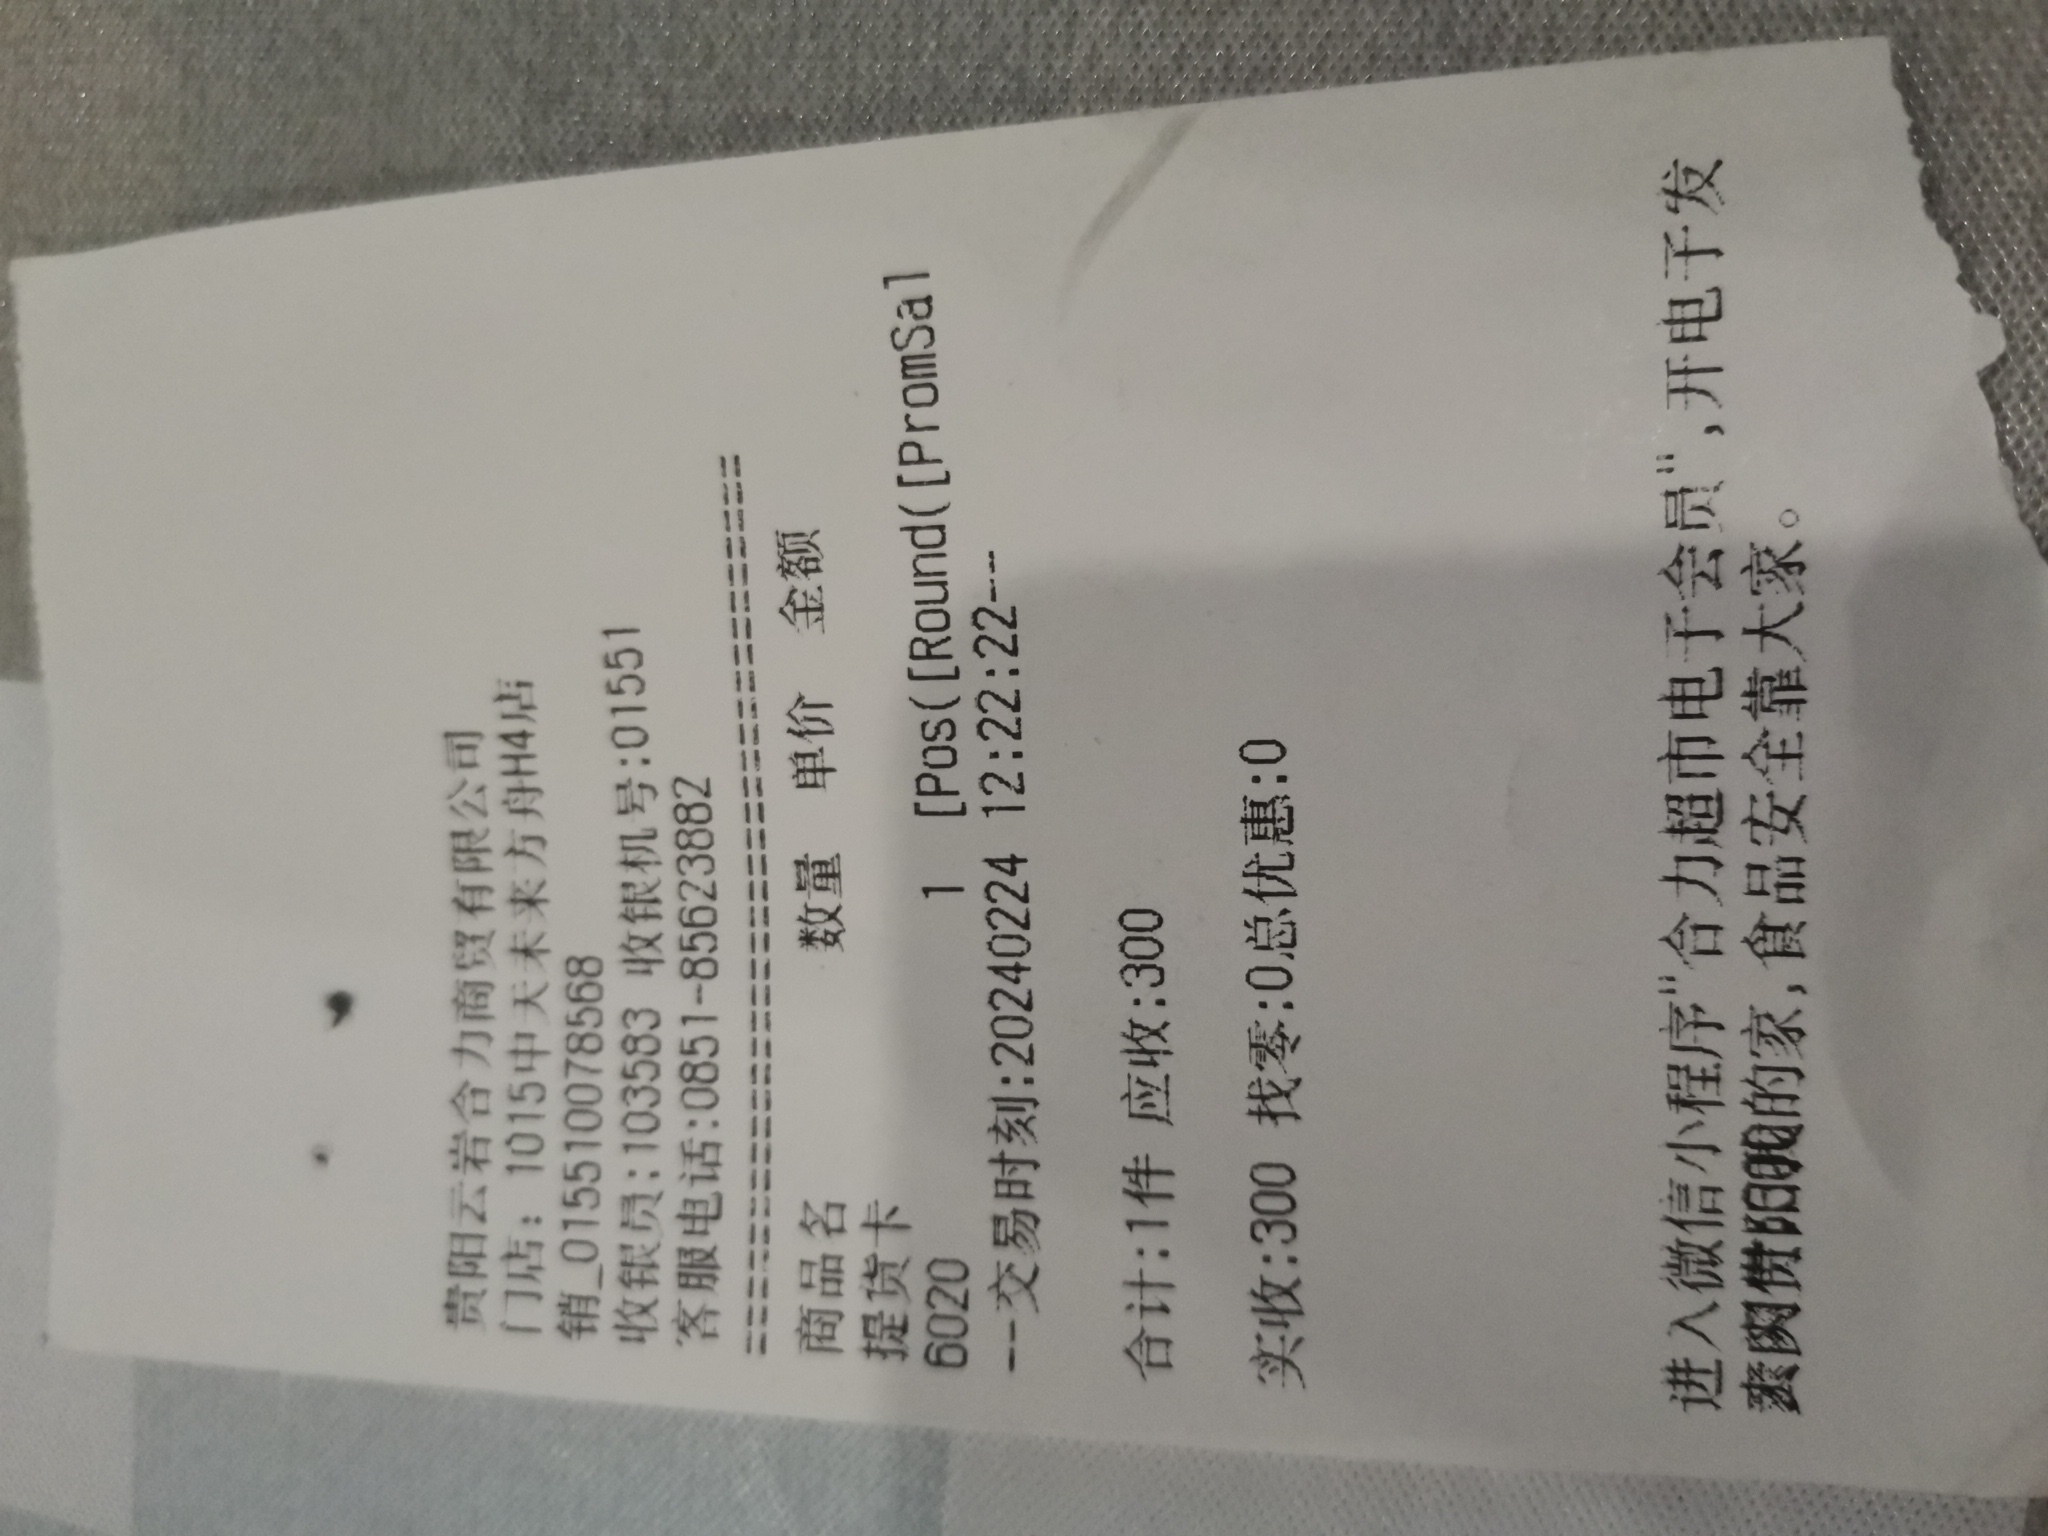 贵阳云岩合力商贸有限公司
门店: 1015中天未来方舟H4店
销_015510078568
收银员:103583 收银机号:01551
客服电话:0851-85623882
================================
商品名 数量 单价 金额
提货卡
6020 1 [Pos([Round([PromSal
---交易时刻:20240224 12:22:22---
合计:1件 应收:300
实收:300 找零:0总优惠:0
进入微信小程序"合力超市电子会员",开电子发
的家,食品安全靠大家。